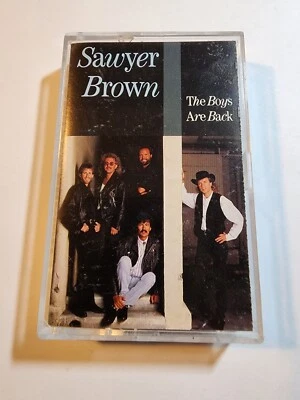 Sawyer
Brown
The Boys
Are Back